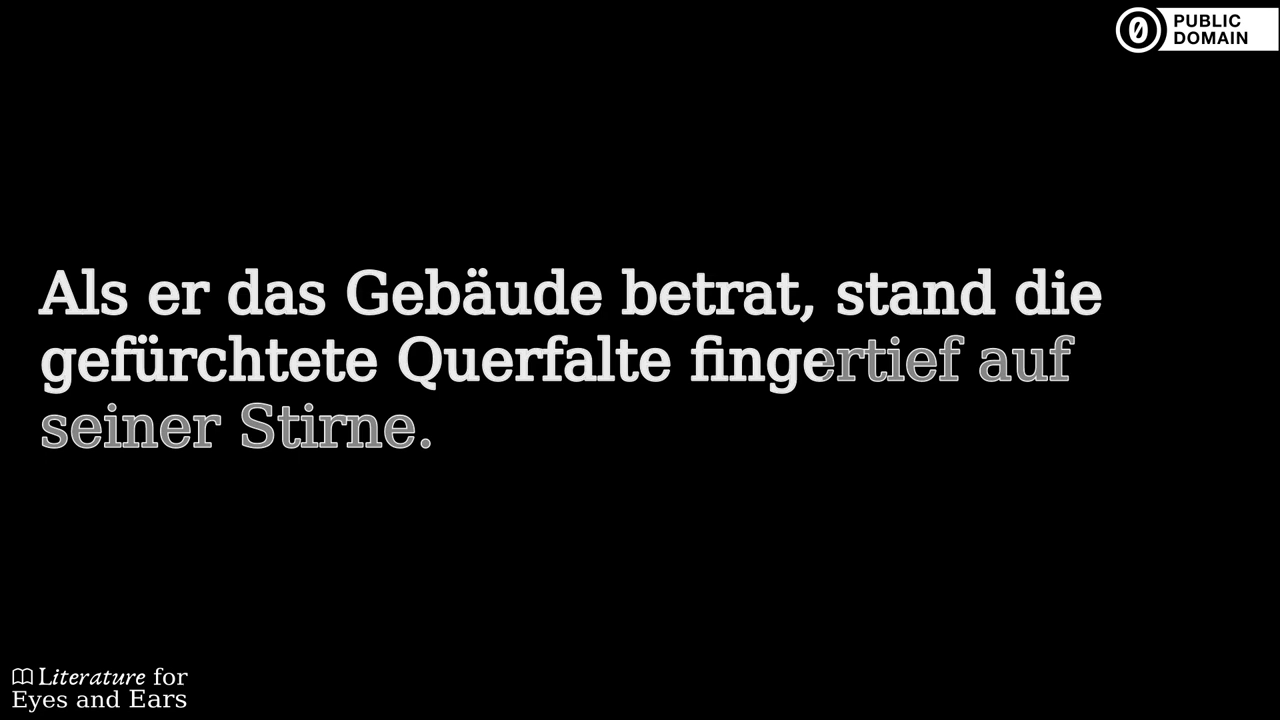 PUBLIC
DOMAIN
Als er das Gebäude betrat, stand die
gefürchtete Querfalte fingertief auf
seiner Stirne.
Literature for
Eyes and Ears